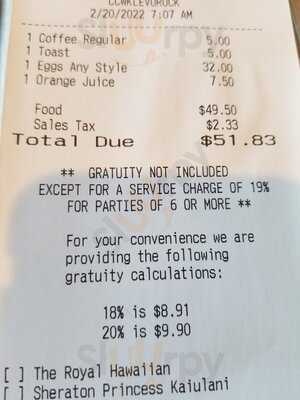 CCWKLEVORUCK
2/20/2022 7:07 AM
1 Coffee Regular 5.00
1 Toast 5.00
1 Eggs Any Style 32.00
1 Orange Juice 7.50
Food $49.50
Sales Tax $2.33
Total Due $51.83
** GRATUITY NOT INCLUDED
EXCEPT FOR A SERVICE CHARGE OF 19%
FOR PARTIES OF 6 OR MORE **
For your convenience we are
providing the following
gratuity calculations:
18% is $8.91
20% is $9.90
[ ] The Royal Hawaiian
[ ] Sheraton Princess Kaiulani
sluurpy
sluurpy
sluurpy